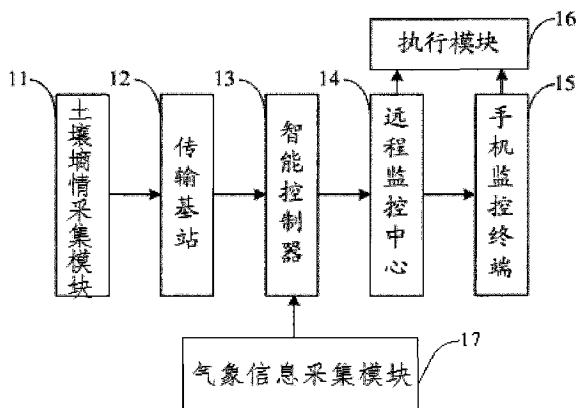 执行模块
16
11
12
13
14
15
土壤墒情采集模块
传输基站
智能控制器
远程监控中心
手机监控终端
17
气象信息采集模块